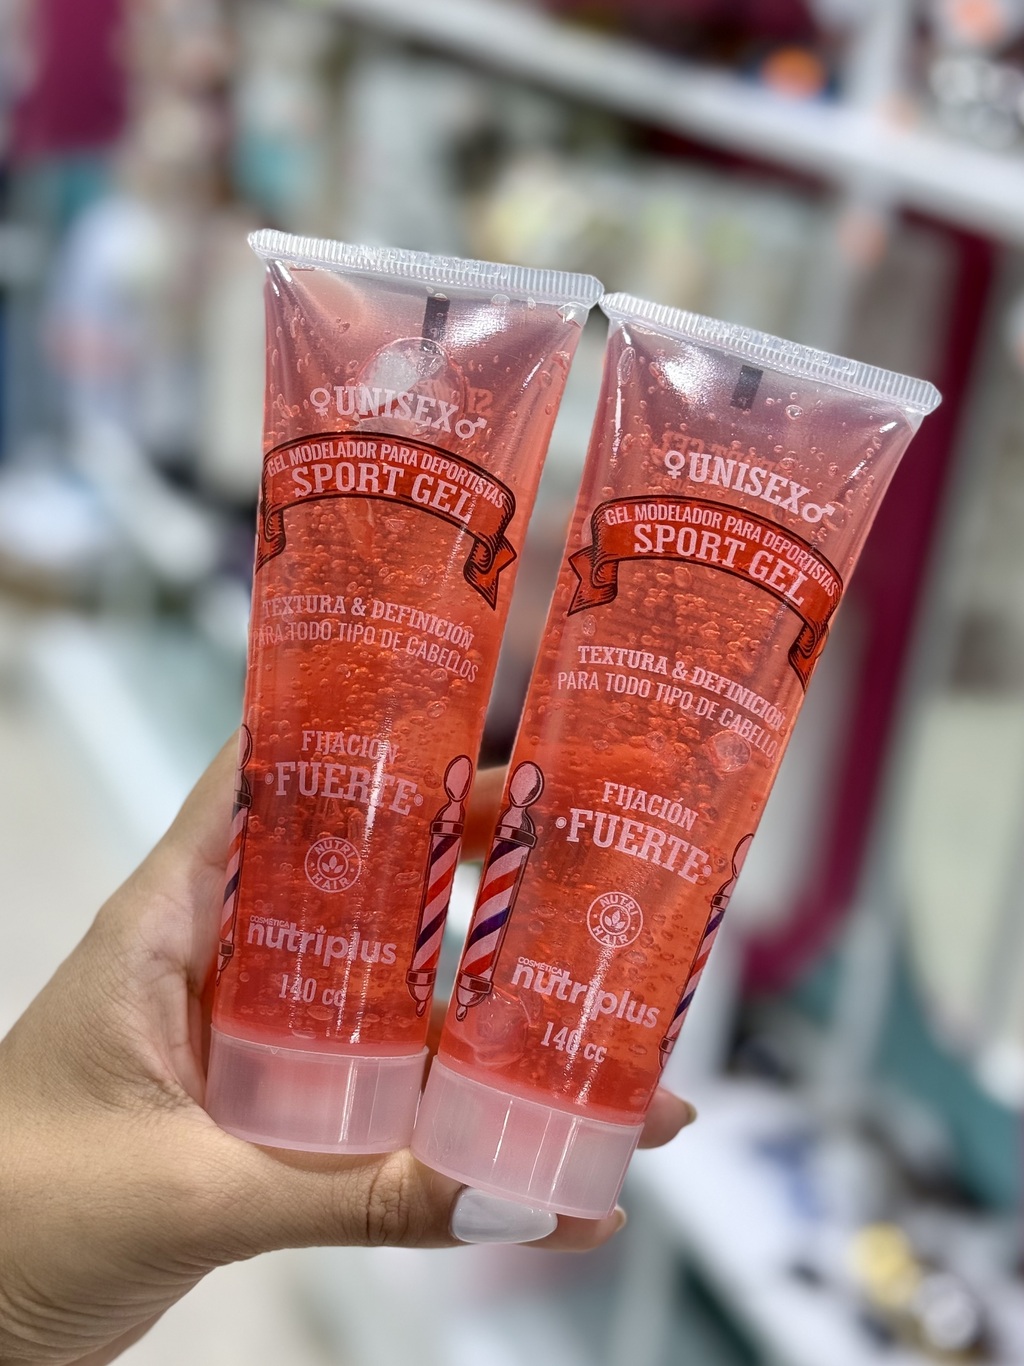 ♀UNISEX♂
GEL MODELADOR PARA DEPORTISTAS
SPORT GEL
TEXTURA & DEFINICIÓN
PARA TODO TIPO DE CABELLOS
FIJACIÓN
•FUERTE•
NUTRI
HAIR
COSMÉTICA
nutriplus
140 cc
♀UNISEX♂
GEL MODELADOR PARA DEPORTISTAS
SPORT GEL
TEXTURA & DEFINICIÓN
PARA TODO TIPO DE CABELLO
FIJACIÓN
•FUERTE•
NUTRI
HAIR
COSMÉTICA
nutriplus
140 cc